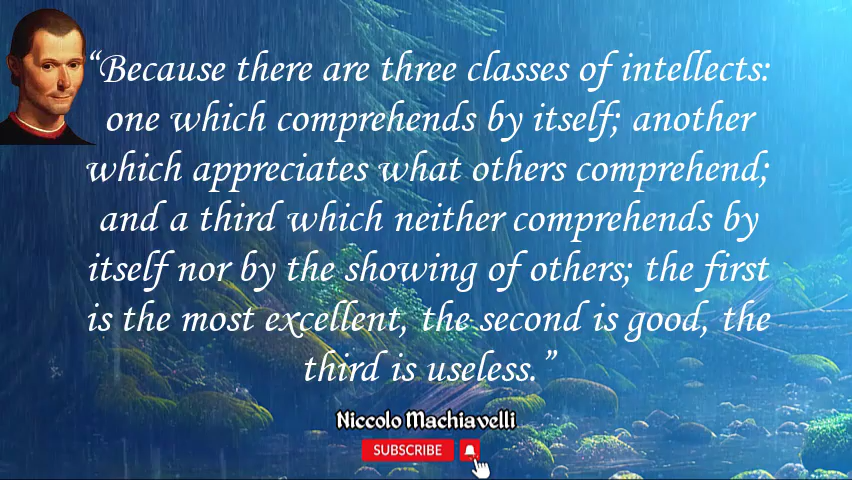 “Because there are three classes of intellects:
one which comprehends by itself; another
which appreciates what others comprehend;
and a third which neither comprehends by
itself nor by the showing of others; the first
is the most excellent, the second is good, the
third is useless.”
Niccolo Machiavelli
SUBSCRIBE